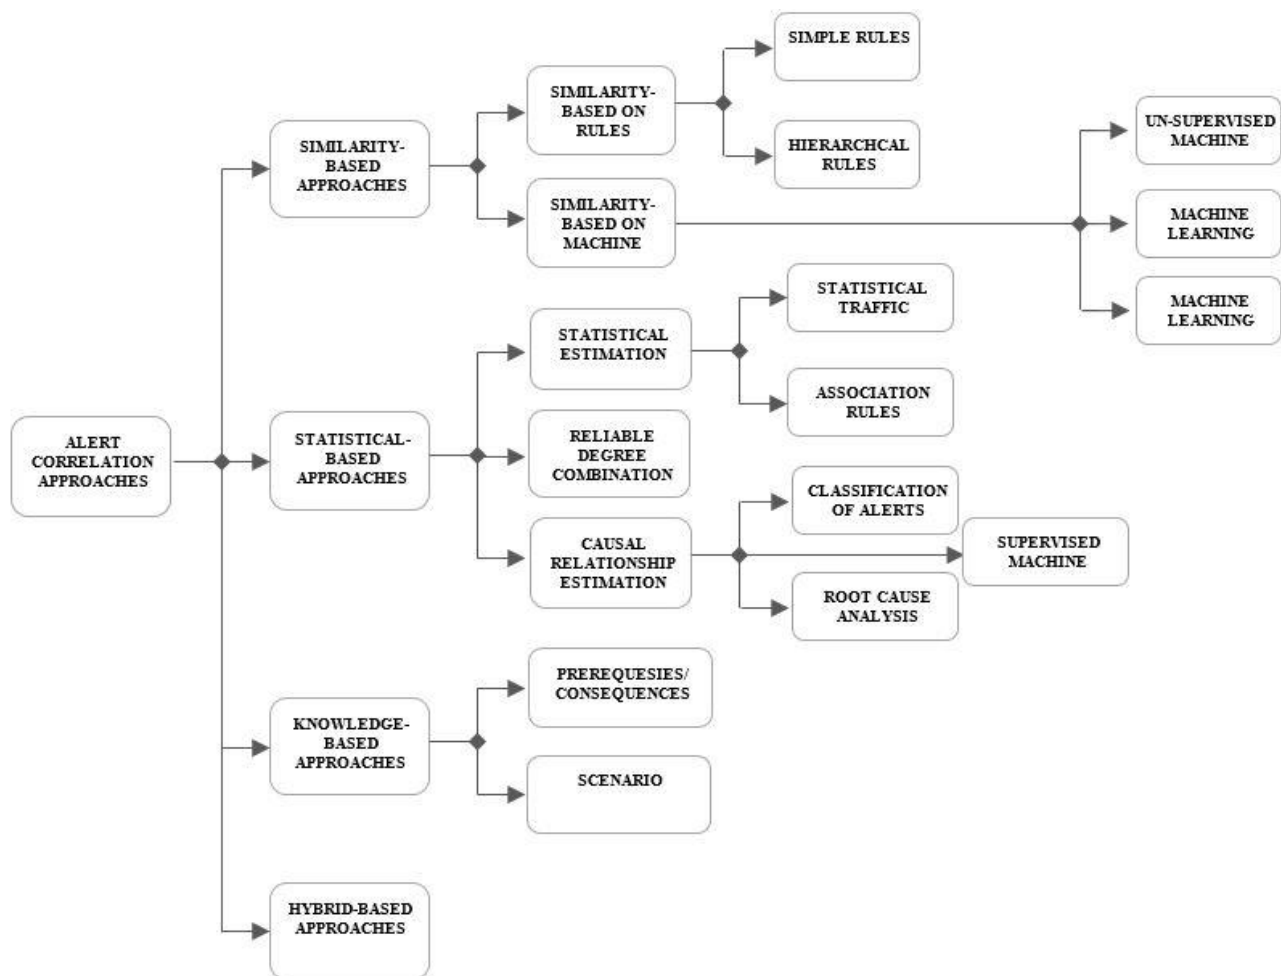 SIMPLE RULES
SIMILARITY-
BASED ON
RULES
HIERARCHCAL
RULES
UN-SUPERVISED
MACHINE
SIMILARITY-
BASED
APPROACHES
SIMILARITY-
BASED ON
MACHINE
MACHINE
LEARNING
MACHINE
LEARNING
STATISTICAL
TRAFFIC
STATISTICAL
ESTIMATION
ASSOCIATION
RULES
ALERT
CORRELATION
APPROACHES
STATISTICAL-
BASED
APPROACHES
RELIABLE
DEGREE
COMBINATION
CLASSIFICATION
OF ALERTS
CAUSAL
RELATIONSHIP
ESTIMATION
SUPERVISED
MACHINE
ROOT CAUSE
ANALYSIS
PREREQUESIES/
CONSEQUENCES
KNOWLEDGE-
BASED
APPROACHES
SCENARIO
HYBRID-BASED
APPROACHES